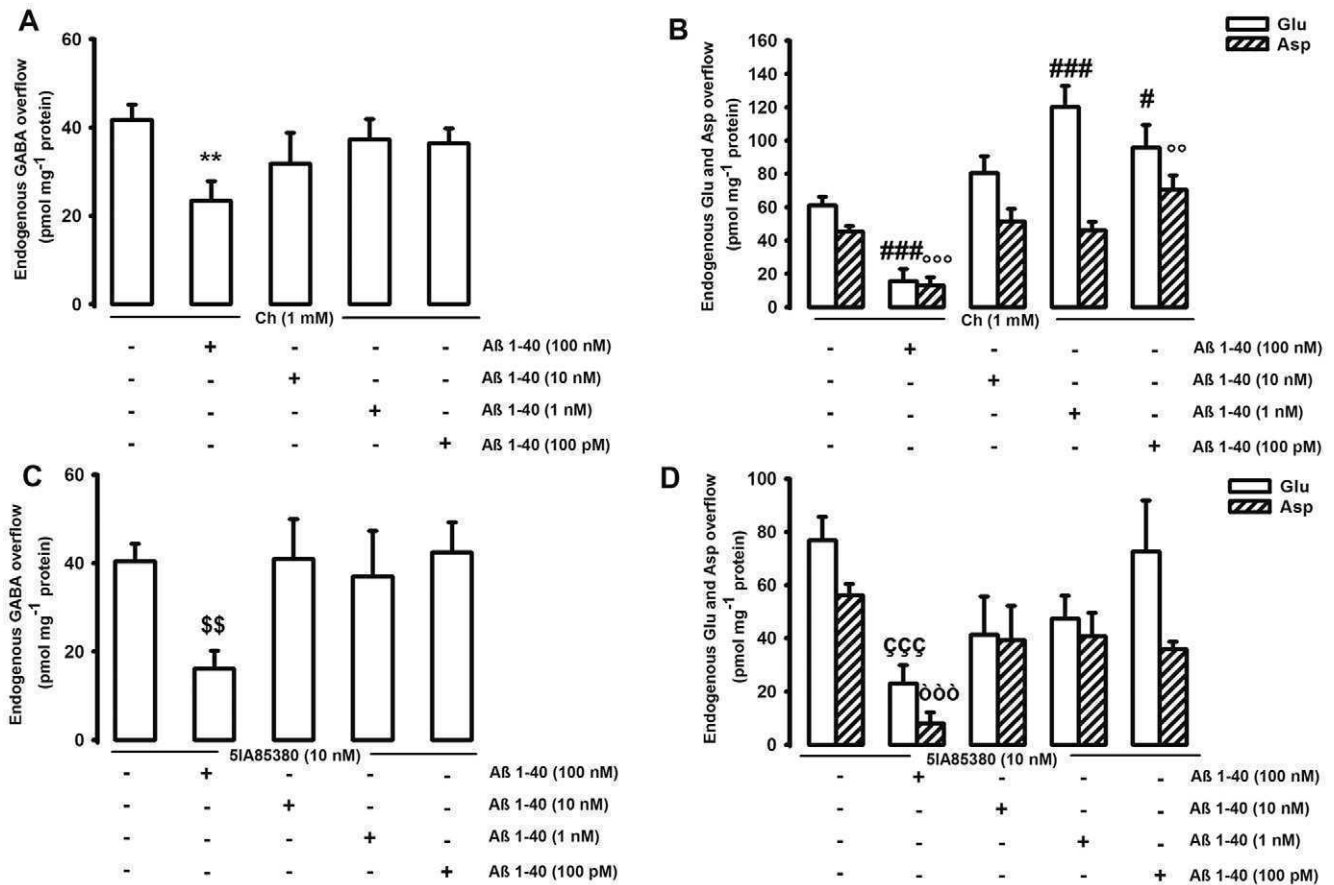 A
Endogenous GABA overflow
(pmol mg⁻¹ protein)
60
40
20
0
**
Ch (1 mM)
- + - - - Aß 1-40 (100 nM)
- - + - - Aß 1-40 (10 nM)
- - - + - Aß 1-40 (1 nM)
- - - - + Aß 1-40 (100 pM)
B
Endogenous Glu and Asp overflow
(pmol mg⁻¹ protein)
160
140
120
100
80
60
40
20
0
Glu
Asp
###
°°°
###
#
°°
Ch (1 mM)
- + - - - Aß 1-40 (100 nM)
- - + - - Aß 1-40 (10 nM)
- - - + - Aß 1-40 (1 nM)
- - - - + Aß 1-40 (100 pM)
C
Endogenous GABA overflow
(pmol mg⁻¹ protein)
60
40
20
0
$$
5IA85380 (10 nM)
- + - - - Aß 1-40 (100 nM)
- - + - - Aß 1-40 (10 nM)
- - - + - Aß 1-40 (1 nM)
- - - - + Aß 1-40 (100 pM)
D
Endogenous Glu and Asp overflow
(pmol mg⁻¹ protein)
100
80
60
40
20
0
Glu
Asp
ÇÇÇ
òòò
5IA85380 (10 nM)
- + - - - Aß 1-40 (100 nM)
- - + - - Aß 1-40 (10 nM)
- - - + - Aß 1-40 (1 nM)
- - - - + Aß 1-40 (100 pM)